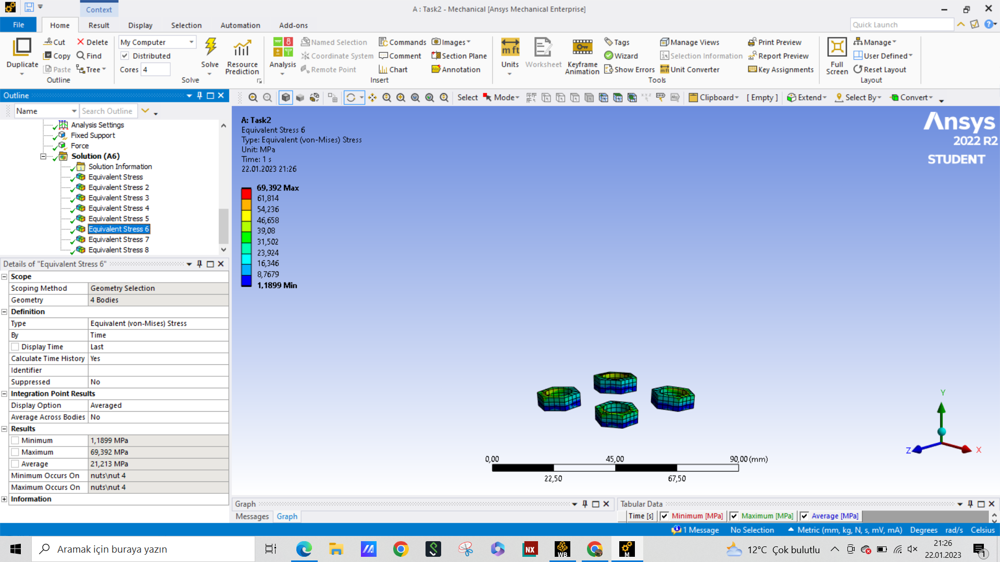 Context
A : Task2 - Mechanical [Ansys Mechanical Enterprise]
File
Home
Result
Display
Selection
Automation
Add-ons
Quick Launch
Duplicate
Cut
Copy
Paste
Delete
Find
Tree
Outline
My Computer
Distributed
Cores 4
Solve
Resource
Prediction
Solve
Analysis
Named Selection
Coordinate System
Remote Point
Commands
Comment
Chart
Images
Section Plane
Annotation
Insert
Units
Worksheet
Keyframe
Animation
Tags
Wizard
Show Errors
Manage Views
Selection Information
Unit Converter
Print Preview
Report Preview
Key Assignments
Tools
Full
Screen
Manage
User Defined
Reset Layout
Layout
Outline
Name
Search Outline
Analysis Settings
Fixed Support
Force
Solution (A6)
Solution Information
Equivalent Stress
Equivalent Stress 2
Equivalent Stress 3
Equivalent Stress 4
Equivalent Stress 5
Equivalent Stress 6
Equivalent Stress 7
Equivalent Stress 8
Details of "Equivalent Stress 6"
Scope
Scoping Method Geometry Selection
Geometry 4 Bodies
Definition
Type Equivalent (von-Mises) Stress
By Time
Display Time Last
Calculate Time History Yes
Identifier
Suppressed No
Integration Point Results
Display Option Averaged
Average Across Bodies No
Results
Minimum 1,1899 MPa
Maximum 69,392 MPa
Average 21,213 MPa
Minimum Occurs On nuts\nut 4
Maximum Occurs On nuts\nut 4
Information
Select Mode Clipboard [ Empty ] Extend Select By Convert
A: Task2
Equivalent Stress 6
Type: Equivalent (von-Mises) Stress
Unit: MPa
Time: 1 s
22.01.2023 21:26
69,392 Max
61,814
54,236
46,658
39,08
31,502
23,924
16,346
8,7679
1,1899 Min
Ansys
2022 R2
STUDENT
Y
Z
X
0,00 45,00 90,00 (mm)
22,50 67,50
Graph
Messages Graph
Tabular Data
Time [s] Minimum [MPa] Maximum [MPa] Average [MPa]
1 Message No Selection Metric (mm, kg, N, s, mV, mA) Degrees rad/s Celsius
Aramak için buraya yazın
NX
WB
M
12°C Çok bulutlu
21:26
22.01.2023
1